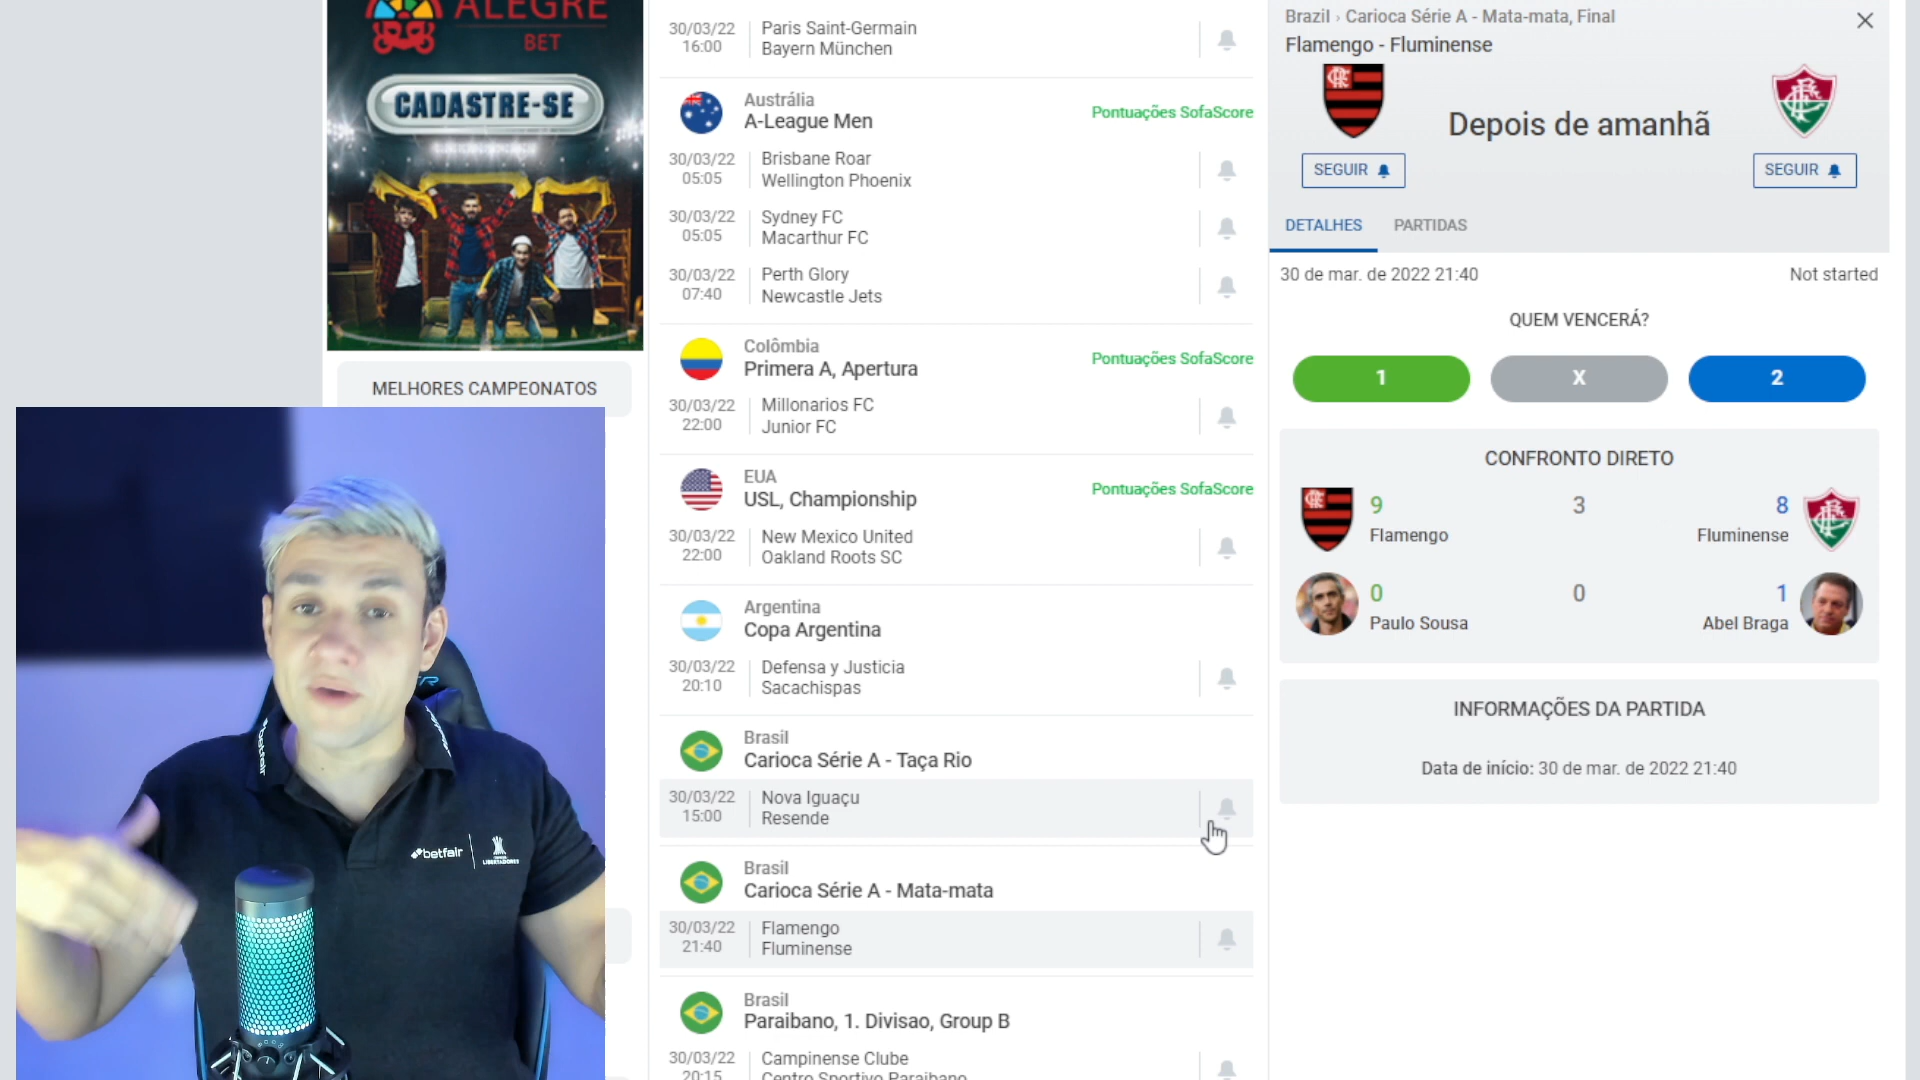 ALEGRE
BET
CADASTRE-SE
MELHORES CAMPEONATOS
betfair
betfair
LIBERTADORES
30/03/22
16:00
Paris Saint-Germain
Bayern München
Austrália
A-League Men
Pontuações SofaScore
30/03/22
05:05
Brisbane Roar
Wellington Phoenix
30/03/22
05:05
Sydney FC
Macarthur FC
30/03/22
07:40
Perth Glory
Newcastle Jets
Colômbia
Primera A, Apertura
Pontuações SofaScore
30/03/22
22:00
Millonarios FC
Junior FC
EUA
USL, Championship
Pontuações SofaScore
30/03/22
22:00
New Mexico United
Oakland Roots SC
Argentina
Copa Argentina
30/03/22
20:10
Defensa y Justicia
Sacachispas
Brasil
Carioca Série A - Taça Rio
30/03/22
15:00
Nova Iguaçu
Resende
Brasil
Carioca Série A - Mata-mata
30/03/22
21:40
Flamengo
Fluminense
Brasil
Paraibano, 1. Divisao, Group B
30/03/22
20:15
Campinense Clube
Centro Sportivo Paraibano
Brazil › Carioca Série A - Mata-mata, Final
Flamengo - Fluminense
Depois de amanhã
SEGUIR
SEGUIR
DETALHES PARTIDAS
30 de mar. de 2022 21:40 Not started
QUEM VENCERÁ?
1 X 2
CONFRONTO DIRETO
9 3 8
Flamengo Fluminense
0 0 1
Paulo Sousa Abel Braga
INFORMAÇÕES DA PARTIDA
Data de início: 30 de mar. de 2022 21:40